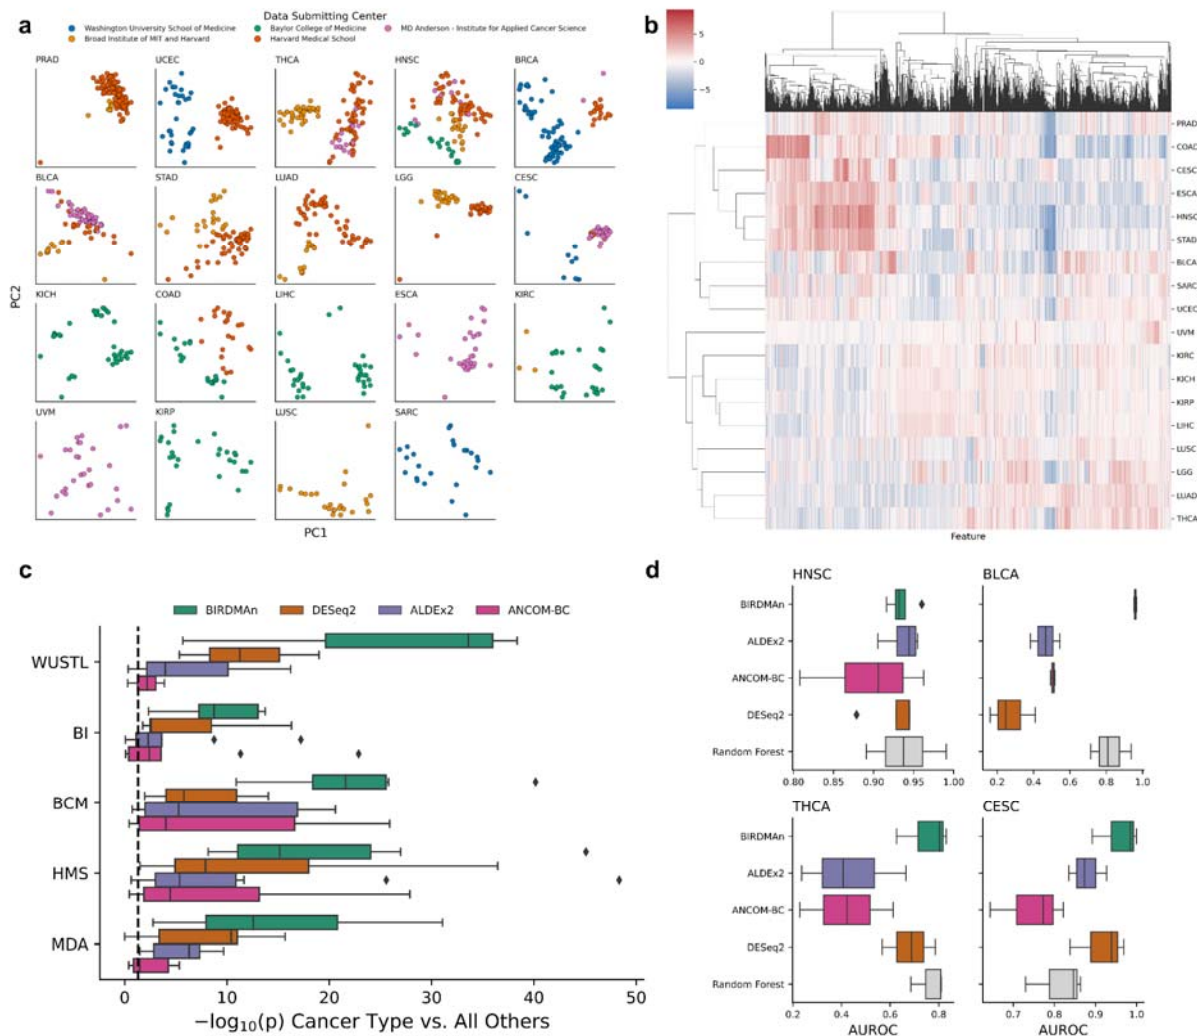 a
Data Submitting Center
Washington University School of Medicine Baylor College of Medicine MD Anderson - Institute for Applied Cancer Science
Broad Institute of MIT and Harvard Harvard Medical School
PRAD UCEC THCA HNSC BRCA
BLCA STAD LUAD LGG CESC
KICH COAD LIHC ESCA KIRC
UVM KIRP LUSC SARC
PC2
PC1
b
5
0
−5
PRAD
COAD
CESC
ESCA
HNSC
STAD
BLCA
SARC
UCEC
UVM
KIRC
KICH
KIRP
LIHC
LUSC
LGG
LUAD
THCA
Feature
c
BIRDMAn DESeq2 ALDEx2 ANCOM-BC
WUSTL
BI
BCM
HMS
MDA
0 10 20 30 40 50
−log10(p) Cancer Type vs. All Others
d
HNSC BLCA
BIRDMAn
ALDEx2
ANCOM-BC
DESeq2
Random Forest
0.80 0.85 0.90 0.95 1.00 0.2 0.4 0.6 0.8 1.0
THCA CESC
BIRDMAn
ALDEx2
ANCOM-BC
DESeq2
Random Forest
0.2 0.4 0.6 0.8 0.7 0.8 0.9 1.0
AUROC AUROC